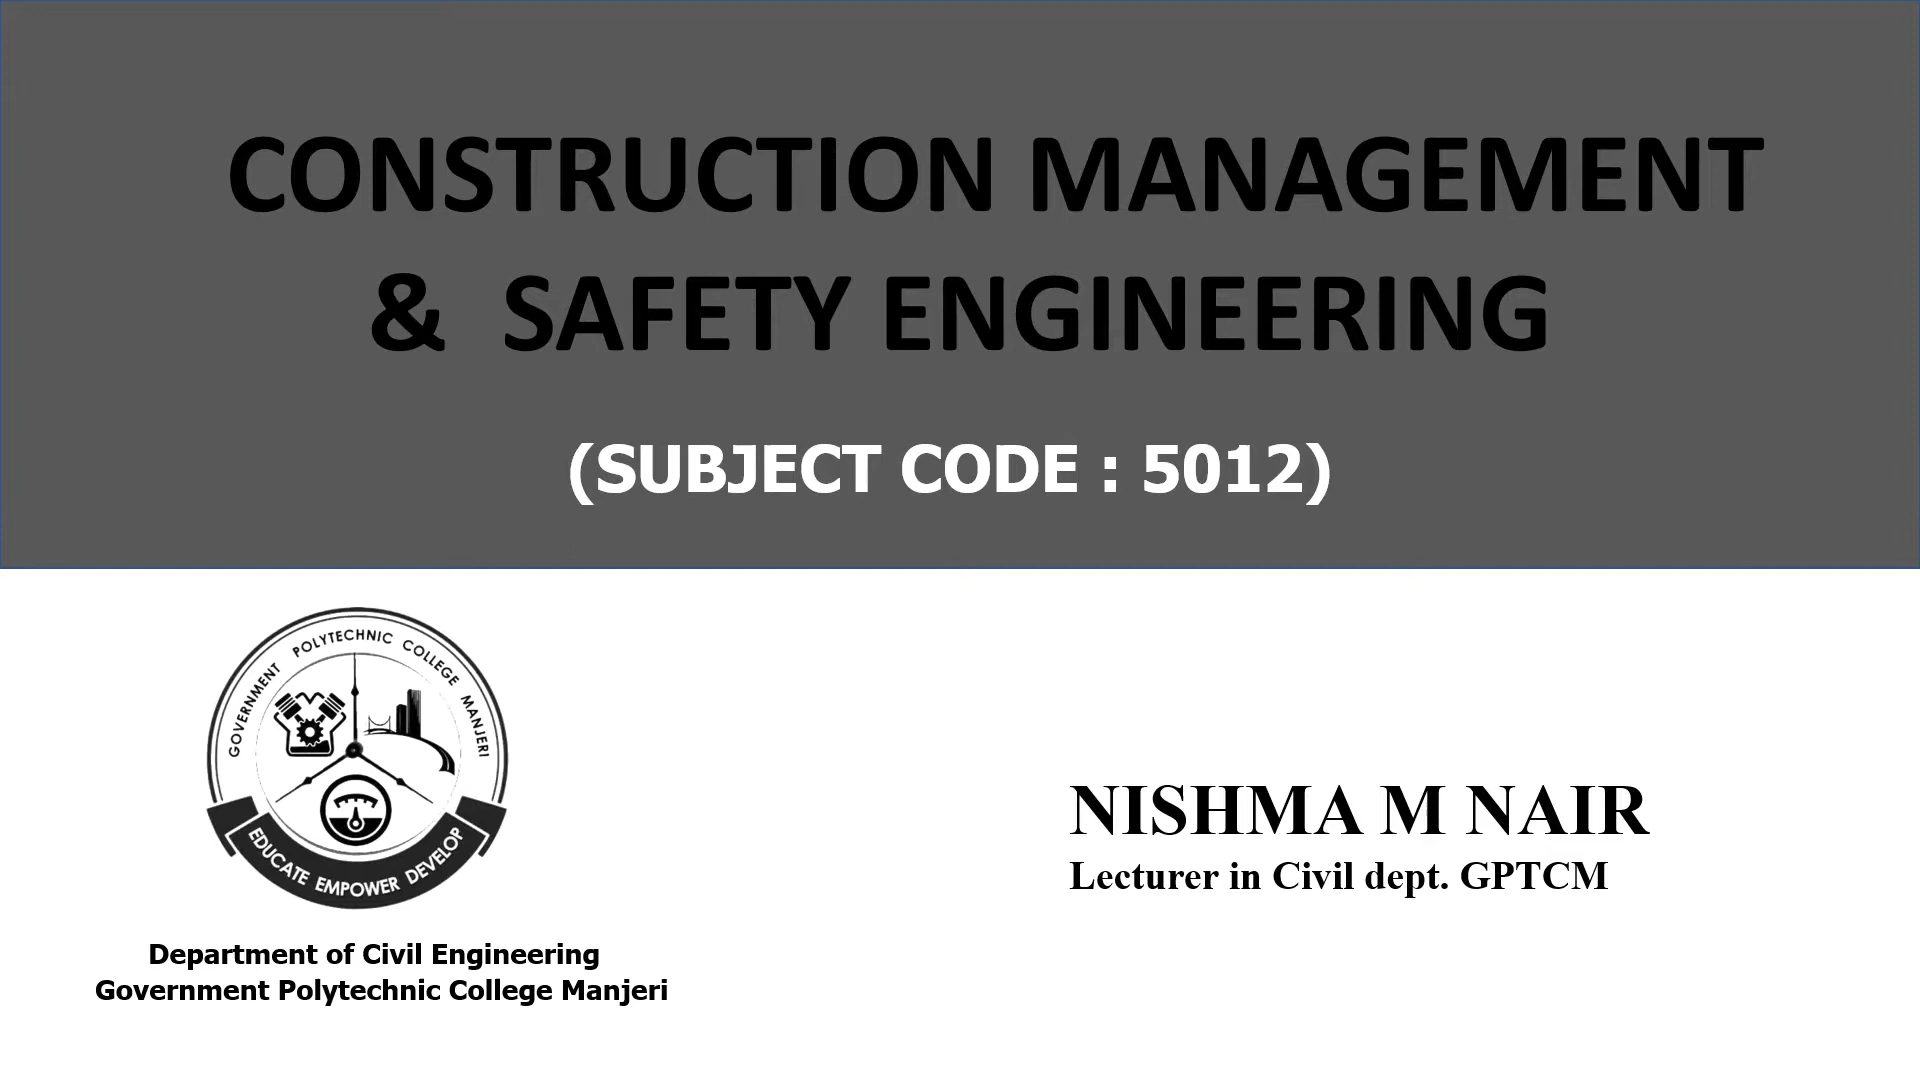 CONSTRUCTION MANAGEMENT
& SAFETY ENGINEERING
(SUBJECT CODE : 5012)
GOVERNMENT POLYTECHNIC COLLEGE MANJERI
EDUCATE EMPOWER DEVELOP
NISHMA M NAIR
Lecturer in Civil dept. GPTCM
Department of Civil Engineering
Government Polytechnic College Manjeri